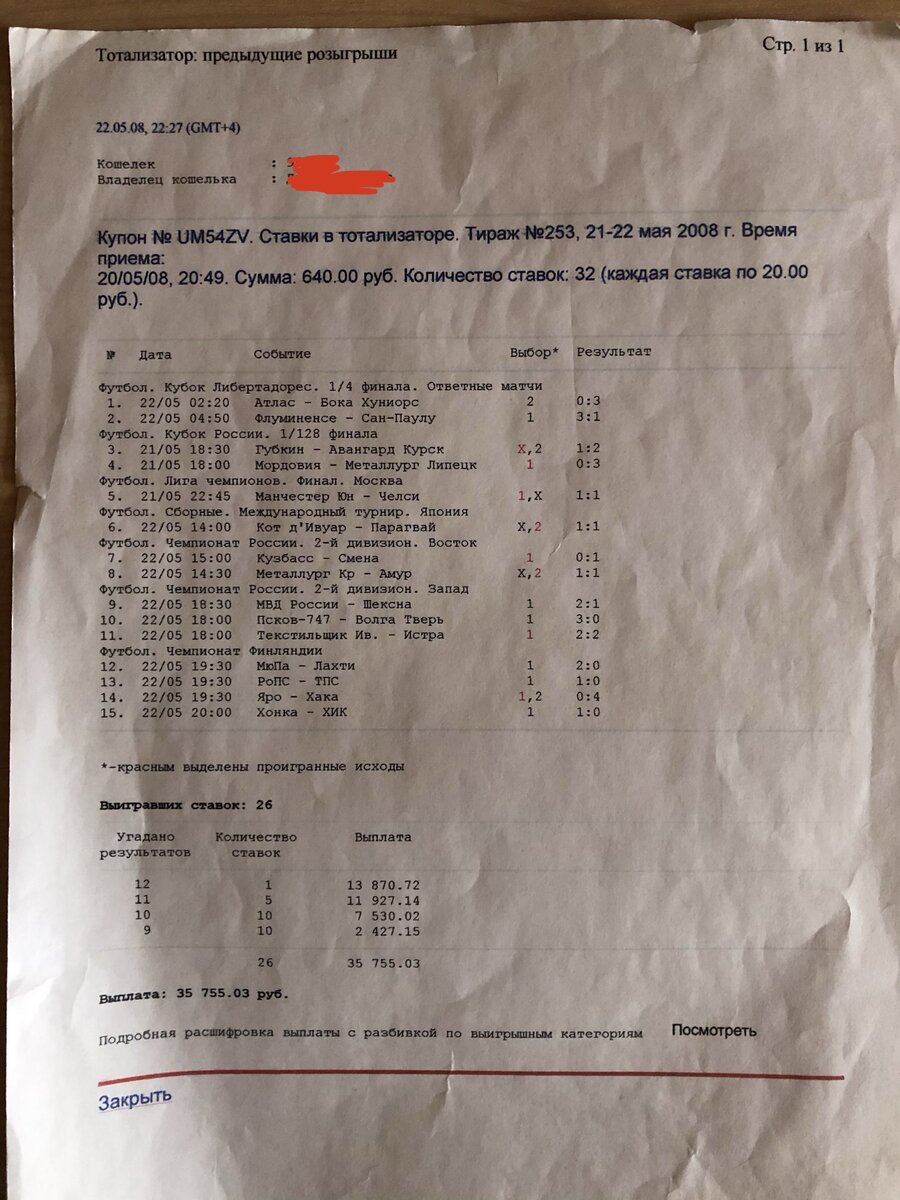 Тотализатор: предыдущие розыгрыши
Стр. 1 из 1
22.05.08, 22:27 (GMT+4)
Кошелек :
Владелец кошелька :
Купон № UM54ZV. Ставки в тотализаторе. Тираж №253, 21-22 мая 2008 г. Время
приема:
20/05/08, 20:49. Сумма: 640.00 руб. Количество ставок: 32 (каждая ставка по 20.00
руб.).
№ Дата Событие Выбор* Результат
Футбол. Кубок Либертадорес. 1/4 финала. Ответные матчи
1. 22/05 02:20 Атлас - Бока Хуниорс 2 0:3
2. 22/05 04:50 Флуминенсе - Сан-Паулу 1 3:1
Футбол. Кубок России. 1/128 финала
3. 21/05 18:30 Губкин - Авангард Курск X,2 1:2
4. 21/05 18:00 Мордовия - Металлург Липецк 1 0:3
Футбол. Лига чемпионов. Финал. Москва
5. 21/05 22:45 Манчестер Юн - Челси 1,X 1:1
Футбол. Сборные. Международный турнир. Япония
6. 22/05 14:00 Кот д'Ивуар - Парагвай X,2 1:1
Футбол. Чемпионат России. 2-й дивизион. Восток
7. 22/05 15:00 Кузбасс - Смена 1 0:1
8. 22/05 14:30 Металлург Кр - Амур X,2 1:1
Футбол. Чемпионат России. 2-й дивизион. Запад
9. 22/05 18:30 МВД России - Шексна 1 2:1
10. 22/05 18:00 Псков-747 - Волга Тверь 1 3:0
11. 22/05 18:00 Текстильщик Ив. - Истра 1 2:2
Футбол. Чемпионат Финляндии
12. 22/05 19:30 МюПа - Лахти 1 2:0
13. 22/05 19:30 РоПС - ТПС 1 1:0
14. 22/05 19:30 Яро - Хака 1,2 0:4
15. 22/05 20:00 Хонка - ХИК 1 1:0
*-красным выделены проигранные исходы
Выигравших ставок: 26
Угадано Количество Выплата
результатов ставок
12 1 13 870.72
11 5 11 927.14
10 10 7 530.02
9 10 2 427.15
26 35 755.03
Выплата: 35 755.03 руб.
Подробная расшифровка выплаты с разбивкой по выигрышным категориям Посмотреть
Закрыть